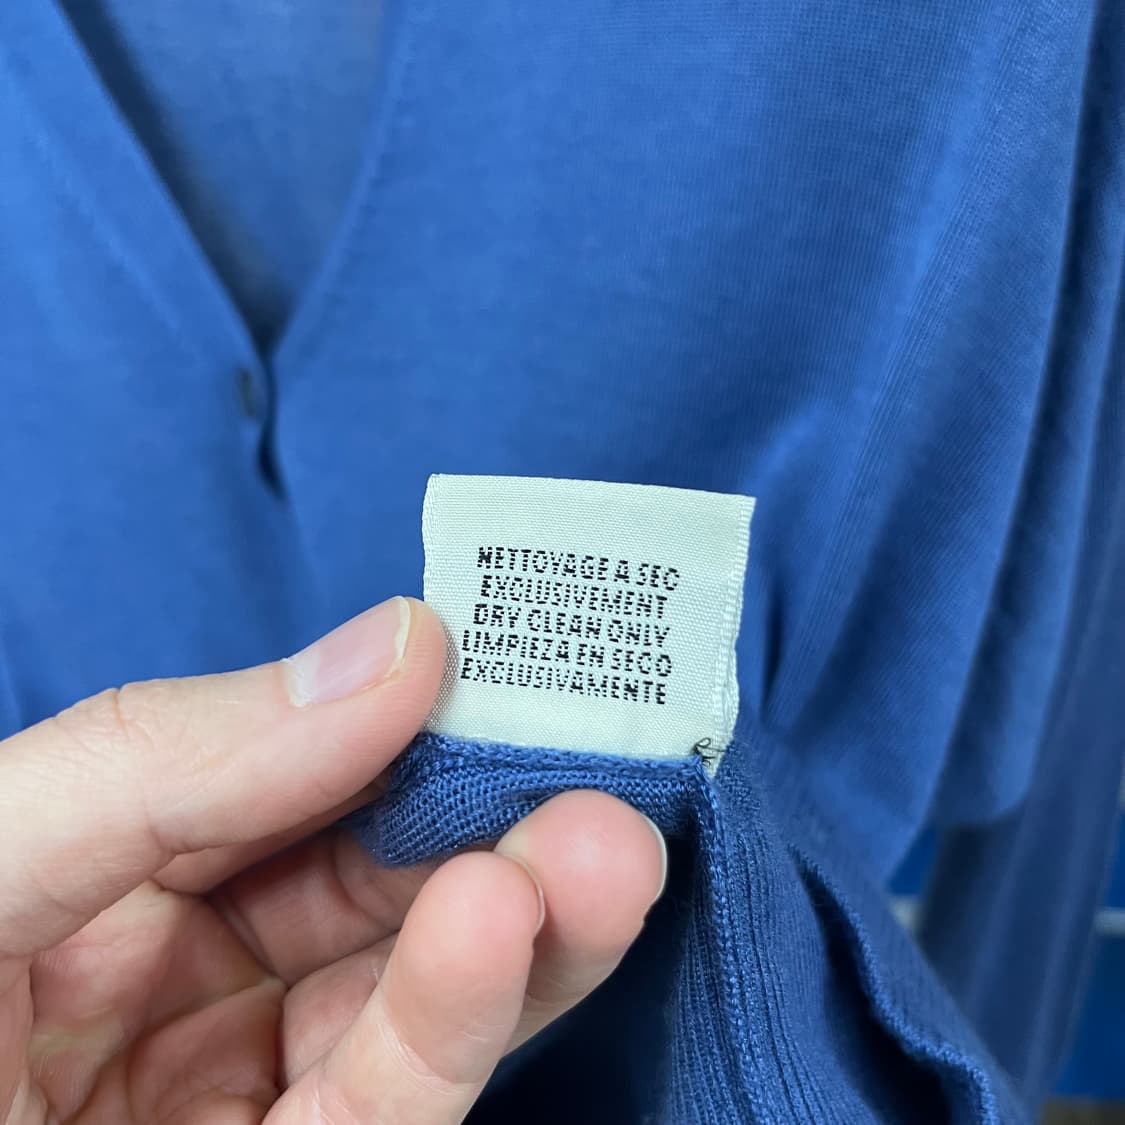 NETTOYAGE A SEC
EXCLUSIVEMENT
DRY CLEAN ONLY
LIMPIEZA EN SECO
EXCLUSIVAMENTE